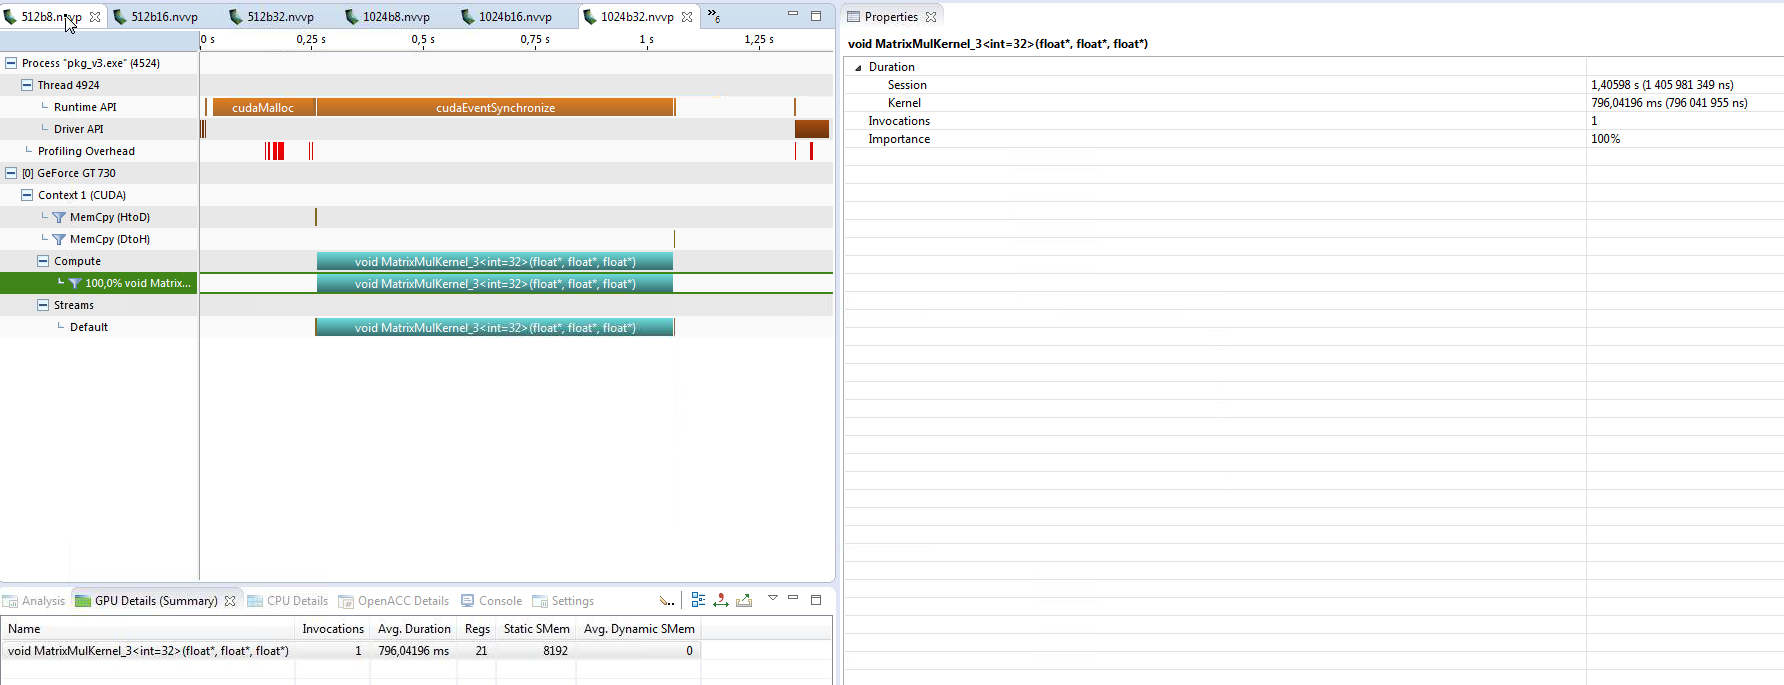 512b8.nvvp 512b16.nvvp 512b32.nvvp 1024b8.nvvp 1024b16.nvvp 1024b32.nvvp »6
0 s 0,25 s 0,5 s 0,75 s 1 s 1,25 s
Process "pkg_v3.exe" (4524)
Thread 4924
Runtime API cudaMalloc cudaEventSynchronize
Driver API
Profiling Overhead
[0] GeForce GT 730
Context 1 (CUDA)
MemCpy (HtoD)
MemCpy (DtoH)
Compute void MatrixMulKernel_3<int=32>(float*, float*, float*)
100,0% void Matrix... void MatrixMulKernel_3<int=32>(float*, float*, float*)
Streams
Default void MatrixMulKernel_3<int=32>(float*, float*, float*)
Properties
void MatrixMulKernel_3<int=32>(float*, float*, float*)
Duration
Session 1,40598 s (1 405 981 349 ns)
Kernel 796,04196 ms (796 041 955 ns)
Invocations 1
Importance 100%
Analysis GPU Details (Summary) CPU Details OpenACC Details Console Settings
Name Invocations Avg. Duration Regs Static SMem Avg. Dynamic SMem
void MatrixMulKernel_3<int=32>(float*, float*, float*) 1 796,04196 ms 21 8192 0